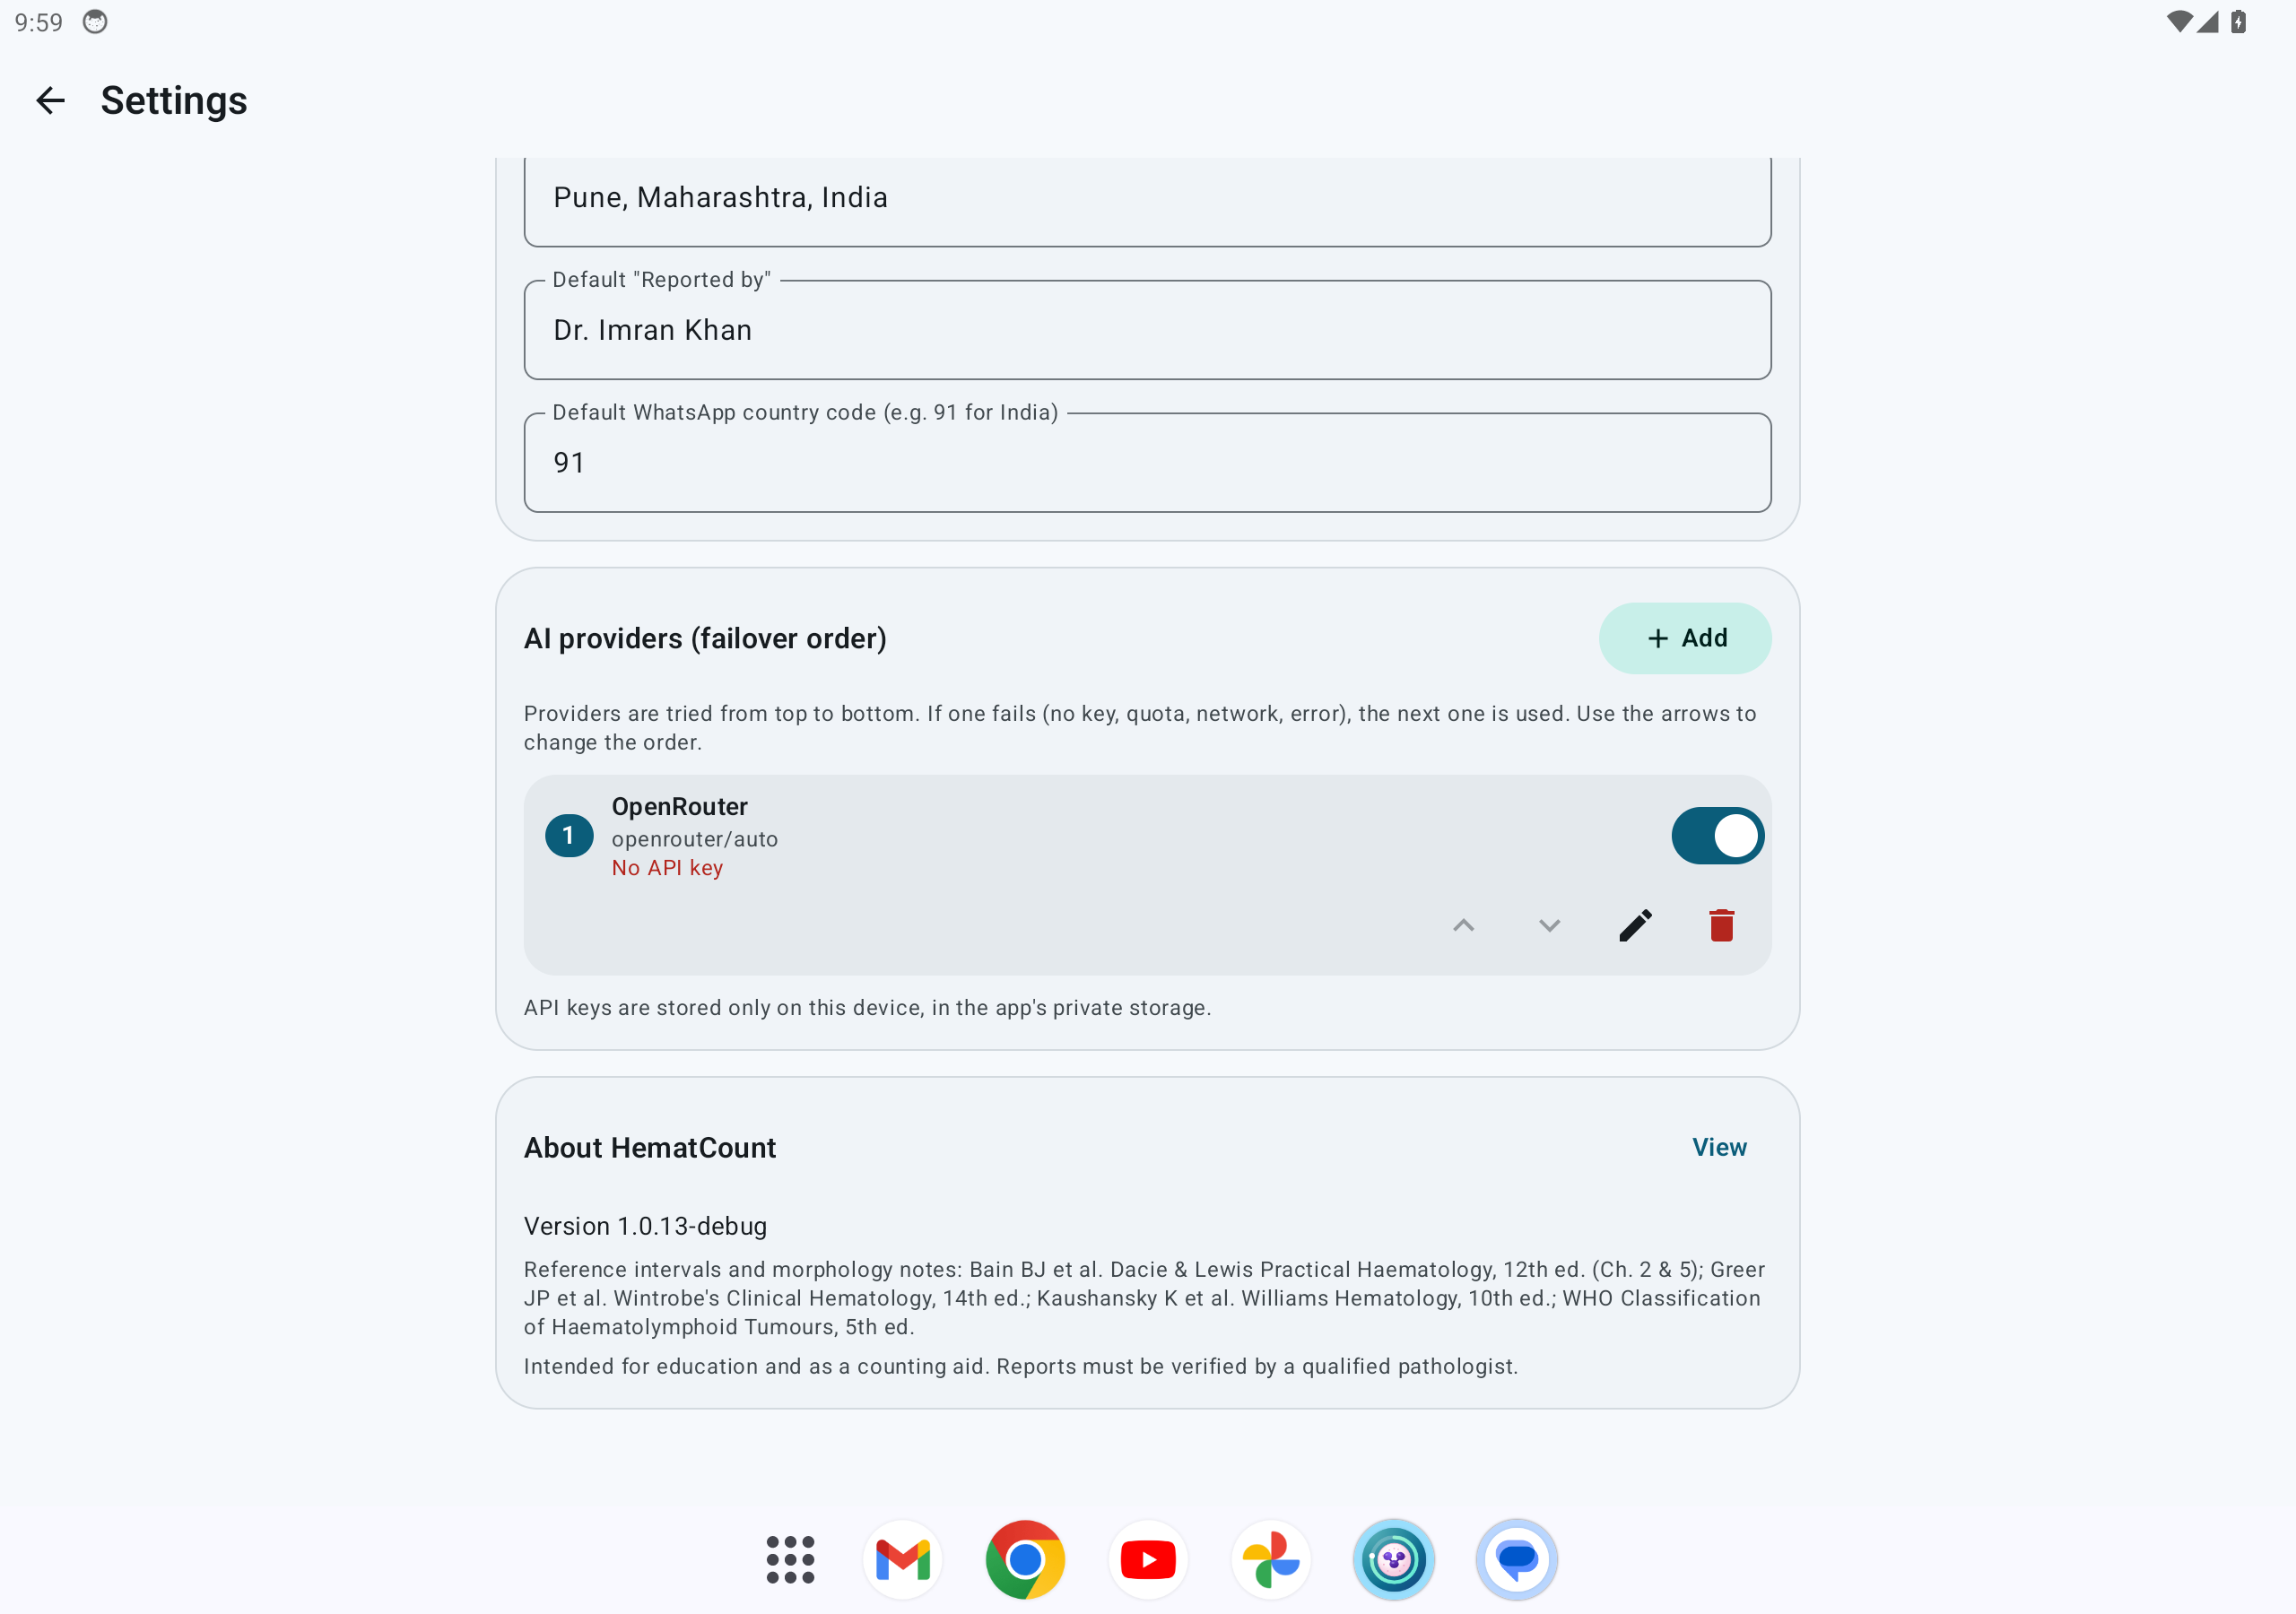 9:59
Settings
Pune, Maharashtra, India
Default "Reported by"
Dr. Imran Khan
Default WhatsApp country code (e.g. 91 for India)
91
AI providers (failover order)
+ Add
Providers are tried from top to bottom. If one fails (no key, quota, network, error), the next one is used. Use the arrows to
change the order.
1
OpenRouter
openrouter/auto
No API key
API keys are stored only on this device, in the app's private storage.
About HematCount
View
Version 1.0.13-debug
Reference intervals and morphology notes: Bain BJ et al. Dacie & Lewis Practical Haematology, 12th ed. (Ch. 2 & 5); Greer
JP et al. Wintrobe's Clinical Hematology, 14th ed.; Kaushansky K et al. Williams Hematology, 10th ed.; WHO Classification
of Haematolymphoid Tumours, 5th ed.
Intended for education and as a counting aid. Reports must be verified by a qualified pathologist.